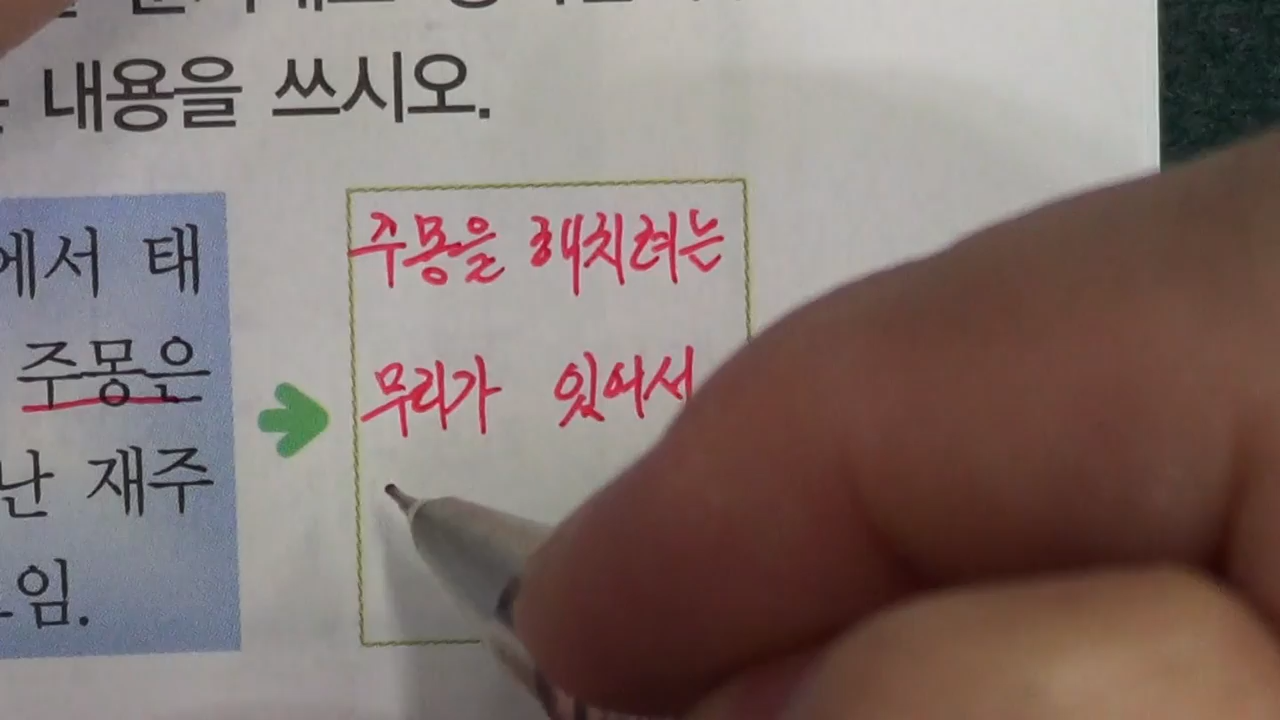 내용을 쓰시오.
에서 태
주몽은
난 재주
임.
주몽을 해치려는
무리가 있어서